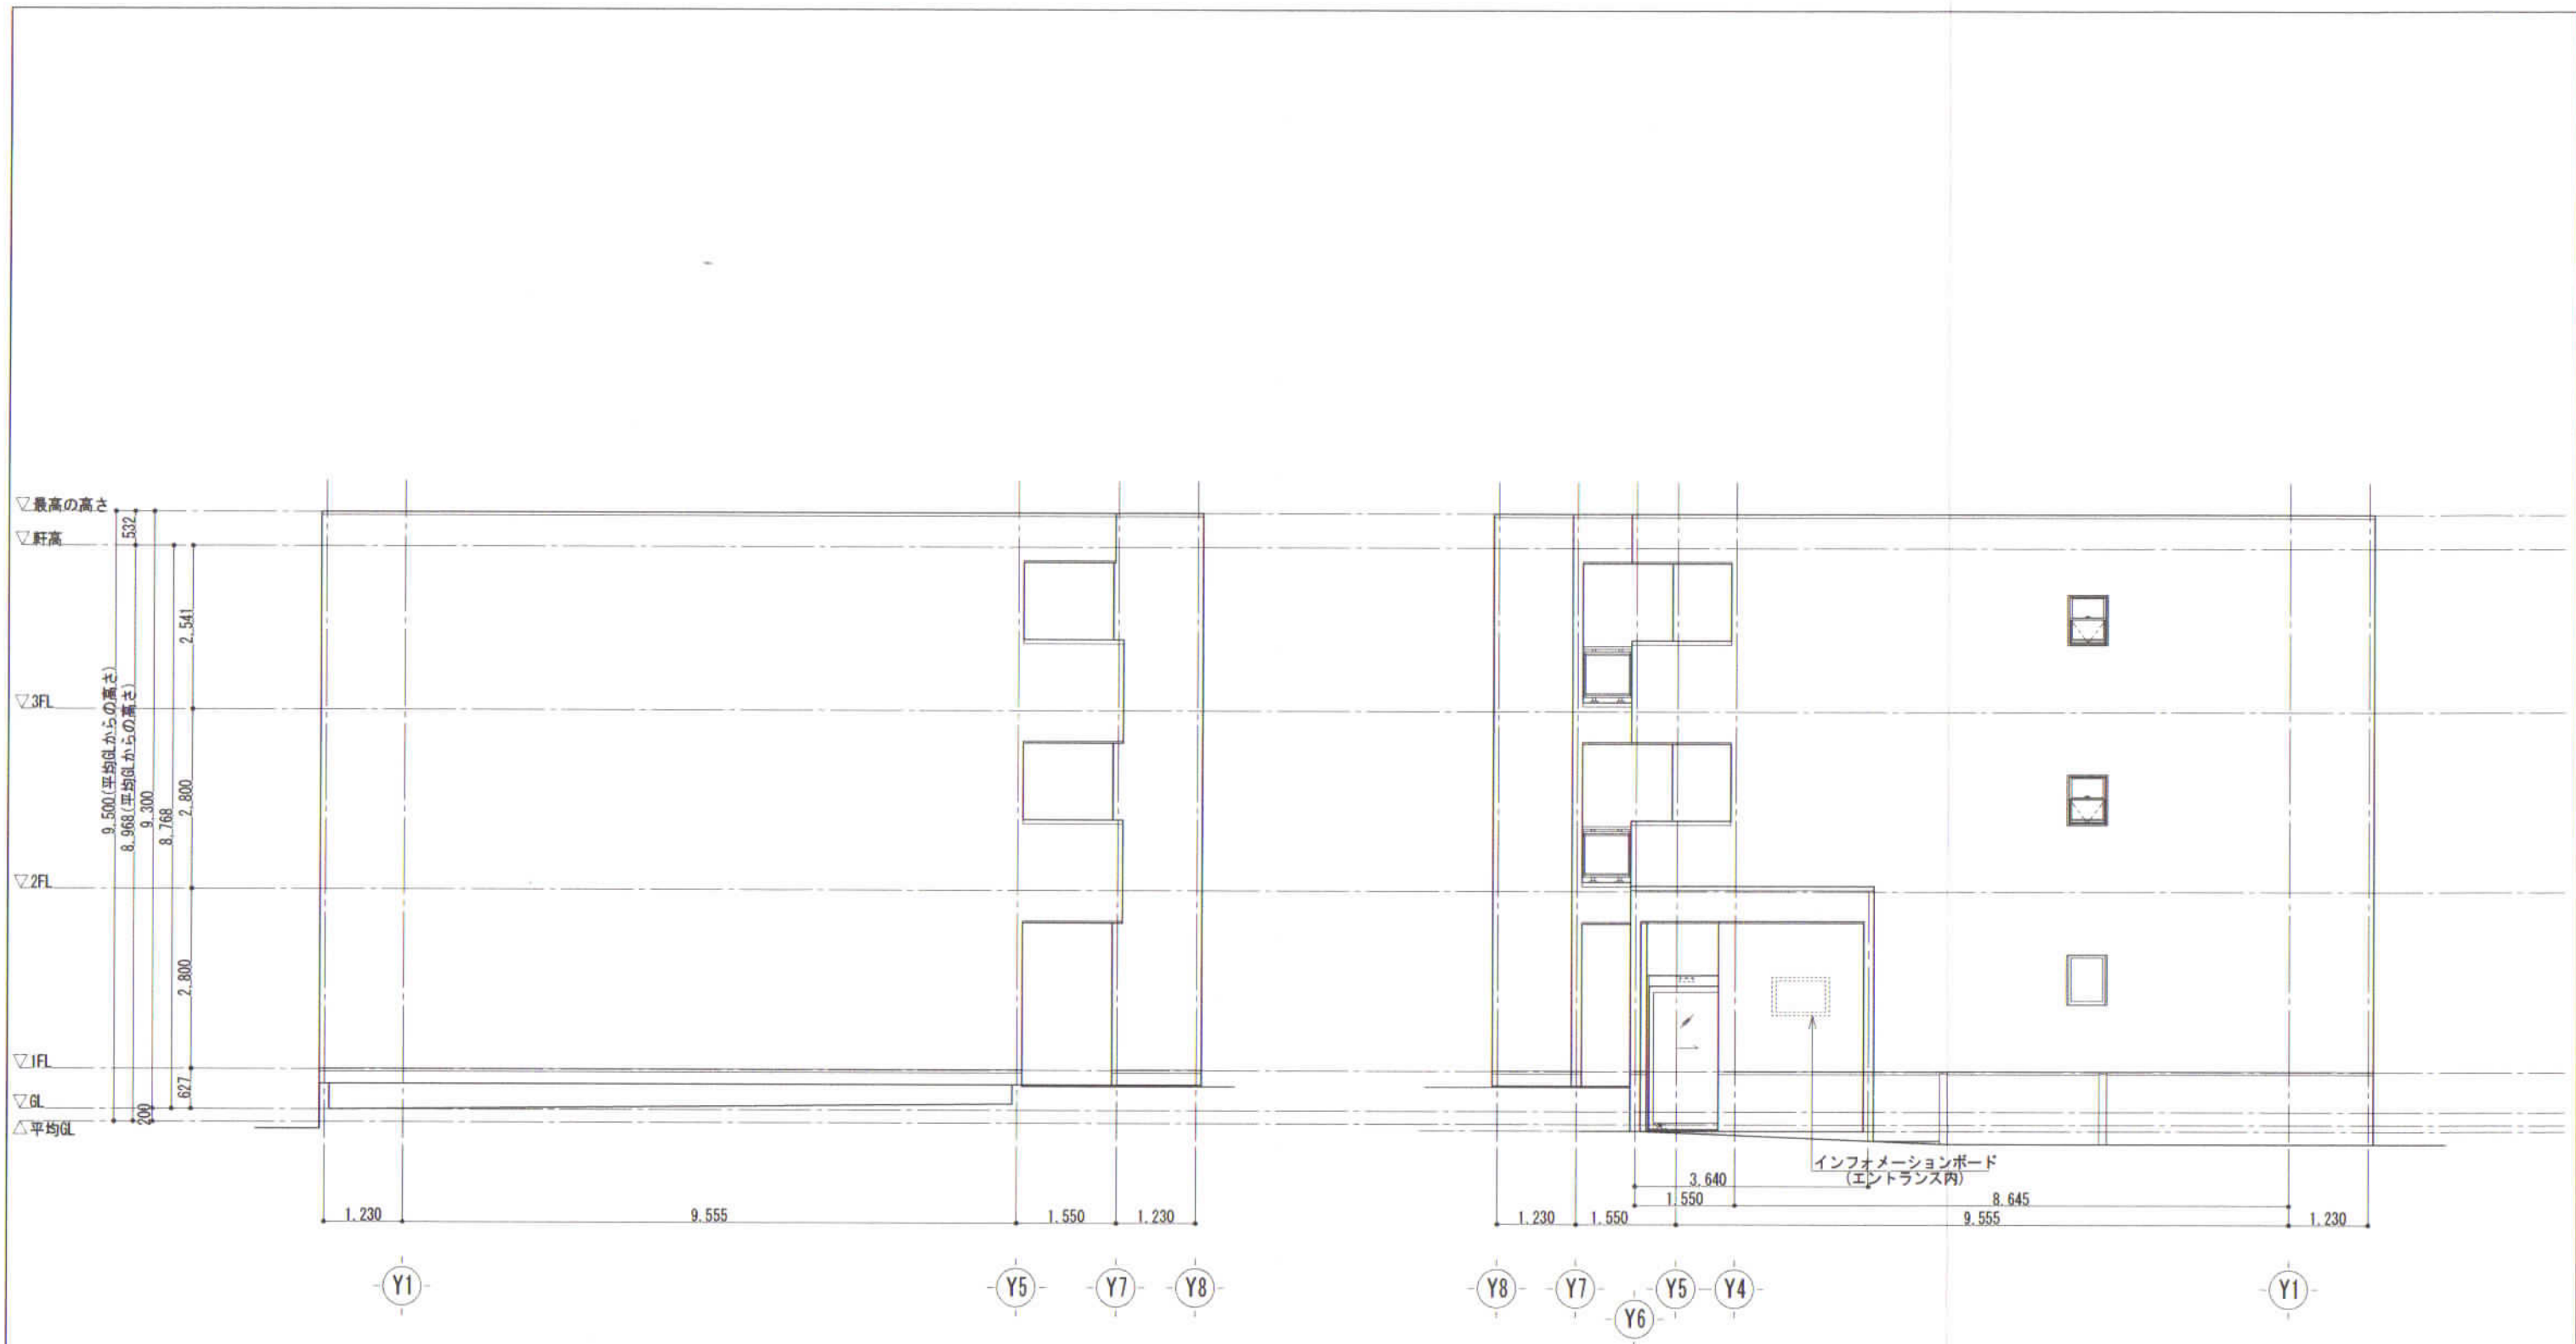 ▽最高の高さ
▽軒高
▽3FL
▽2FL
▽1FL
▽GL
△平均GL
9,500(平均GLからの高さ)
8,968(平均GLからの高さ)
532
9,300
200
8,768
2,541
2,800
2,800
627
1,230
9,555
1,550
1,230
Y1
Y5
Y7
Y8
インフォメーションボード
(エントランス内)
3,640
1,550
8,645
1,230
1,550
9,555
1,230
Y8
Y7
Y6
Y5
Y4
Y1